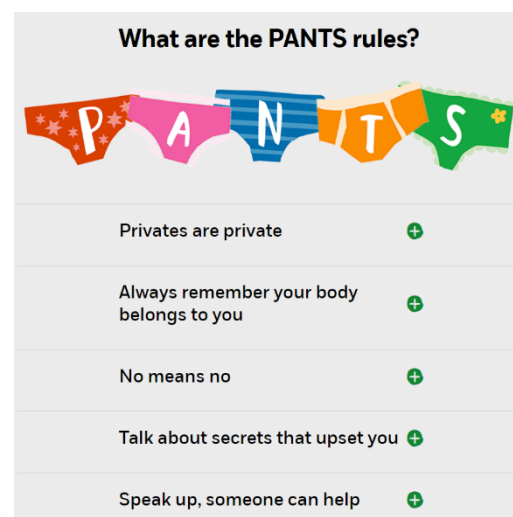 What are the PANTS rules?
PANTS
Privates are private
Always remember your body
belongs to you
No means no
Talk about secrets that upset you
Speak up, someone can help